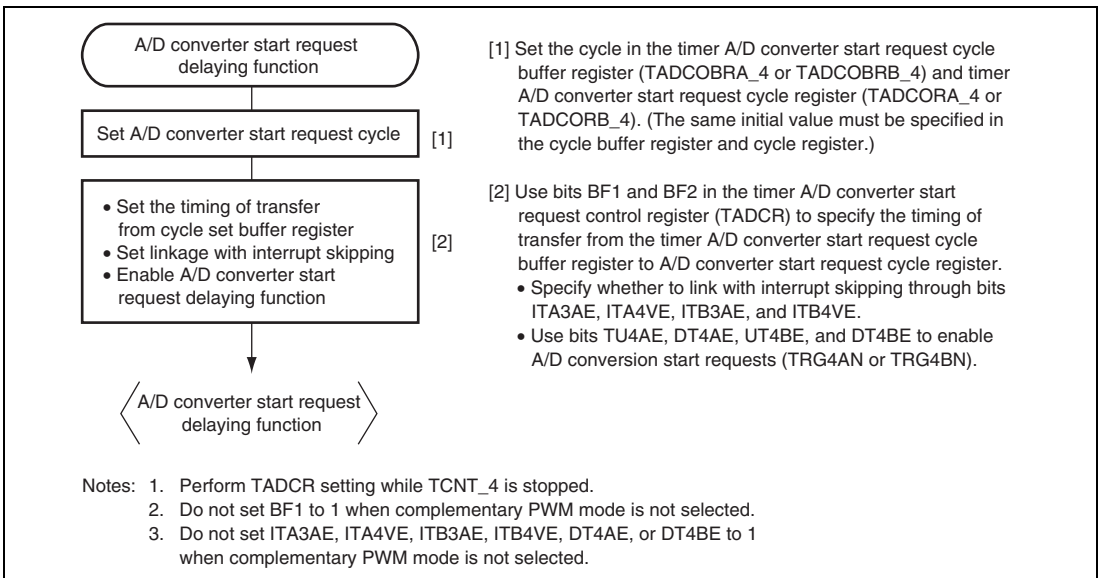 A/D converter start request
delaying function
Set A/D converter start request cycle
[1]
• Set the timing of transfer
from cycle set buffer register
• Set linkage with interrupt skipping
• Enable A/D converter start
request delaying function
[2]
A/D converter start request
delaying function
[1] Set the cycle in the timer A/D converter start request cycle
buffer register (TADCOBRA_4 or TADCOBRB_4) and timer
A/D converter start request cycle register (TADCORA_4 or
TADCORB_4). (The same initial value must be specified in
the cycle buffer register and cycle register.)
[2] Use bits BF1 and BF2 in the timer A/D converter start
request control register (TADCR) to specify the timing of
transfer from the timer A/D converter start request cycle
buffer register to A/D converter start request cycle register.
• Specify whether to link with interrupt skipping through bits
ITA3AE, ITA4VE, ITB3AE, and ITB4VE.
• Use bits TU4AE, DT4AE, UT4BE, and DT4BE to enable
A/D conversion start requests (TRG4AN or TRG4BN).
Notes: 1. Perform TADCR setting while TCNT_4 is stopped.
2. Do not set BF1 to 1 when complementary PWM mode is not selected.
3. Do not set ITA3AE, ITA4VE, ITB3AE, ITB4VE, DT4AE, or DT4BE to 1
when complementary PWM mode is not selected.